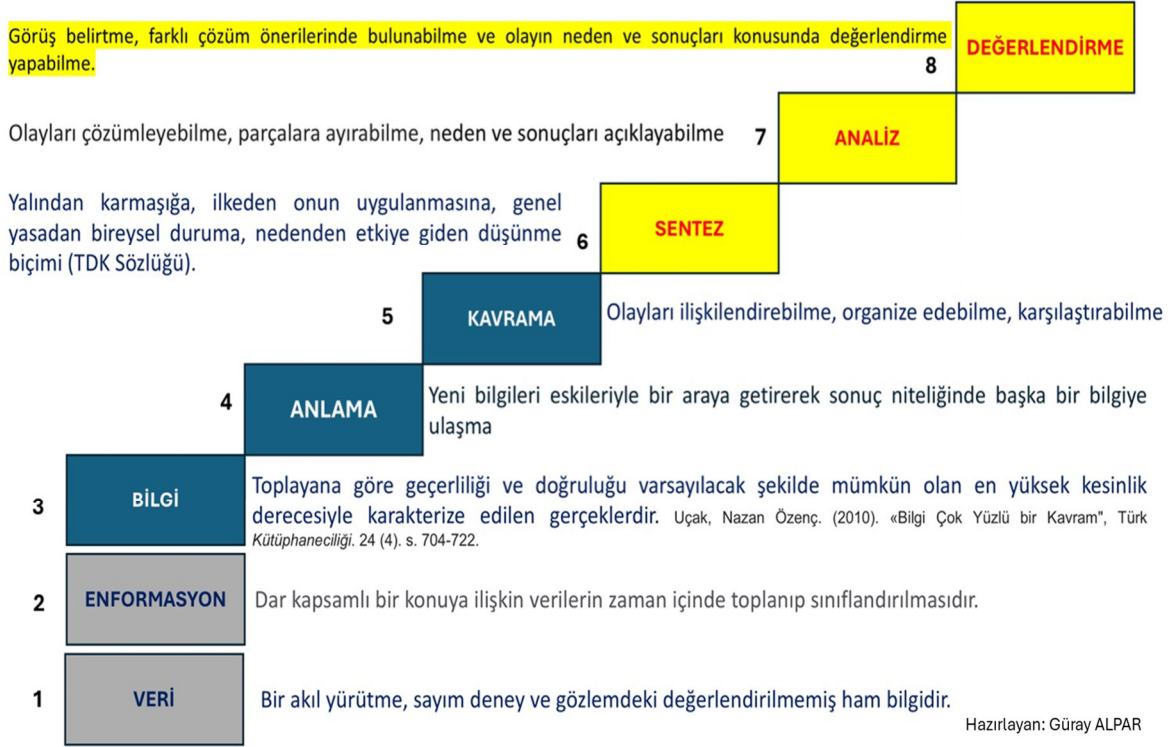 Görüş belirtme, farklı çözüm önerilerinde bulunabilme ve olayın neden ve sonuçları konusunda değerlendirme
yapabilme.
8
DEĞERLENDİRME
Olayları çözümleyebilme, parçalara ayırabilme, neden ve sonuçları açıklayabilme
7
ANALİZ
Yalından karmaşığa, ilkeden onun uygulanmasına, genel
yasadan bireysel duruma, nedenden etkiye giden düşünme
biçimi (TDK Sözlüğü).
6
SENTEZ
5
KAVRAMA
Olayları ilişkilendirebilme, organize edebilme, karşılaştırabilme
4
ANLAMA
Yeni bilgileri eskileriyle bir araya getirerek sonuç niteliğinde başka bir bilgiye
ulaşma
3
BİLGİ
Toplayana göre geçerliliği ve doğruluğu varsayılacak şekilde mümkün olan en yüksek kesinlik
derecesiyle karakterize edilen gerçeklerdir. Uçak, Nazan Özenç. (2010). «Bilgi Çok Yüzlü bir Kavram", Türk
Kütüphaneciliği. 24 (4). s. 704-722.
2
ENFORMASYON
Dar kapsamlı bir konuya ilişkin verilerin zaman içinde toplanıp sınıflandırılmasıdır.
1
VERİ
Bir akıl yürütme, sayım deney ve gözlemdeki değerlendirilmemiş ham bilgidir.
Hazırlayan: Güray ALPAR